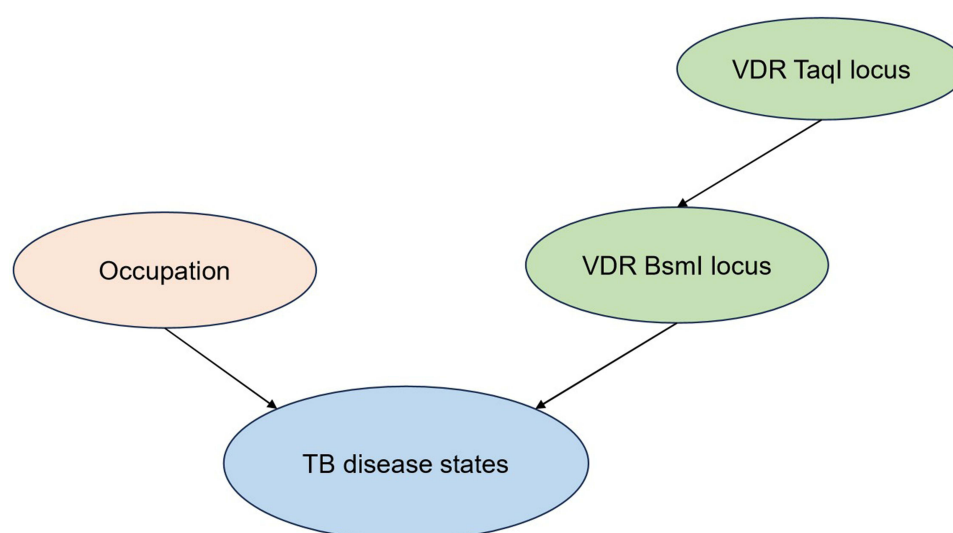 VDR TaqI locus
Occupation
VDR BsmI locus
TB disease states